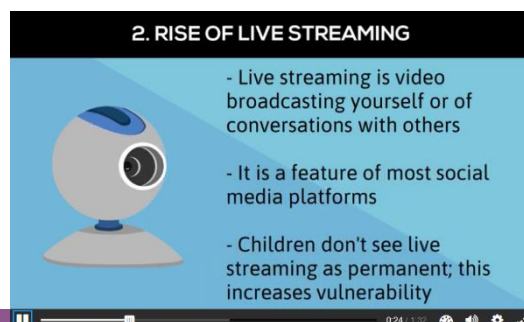 2. RISE OF LIVE STREAMING
- Live streaming is video
broadcasting yourself or of
conversations with others
- It is a feature of most social
media platforms
- Children don't see live
streaming as permanent; this
increases vulnerability
0:24 / 1:32